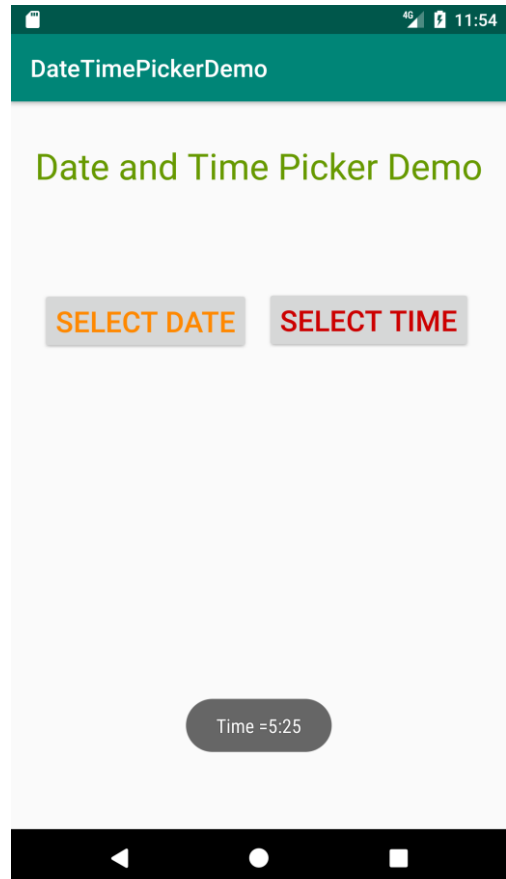 4G 11:54
DateTimePickerDemo
Date and Time Picker Demo
SELECT DATE SELECT TIME
Time =5:25